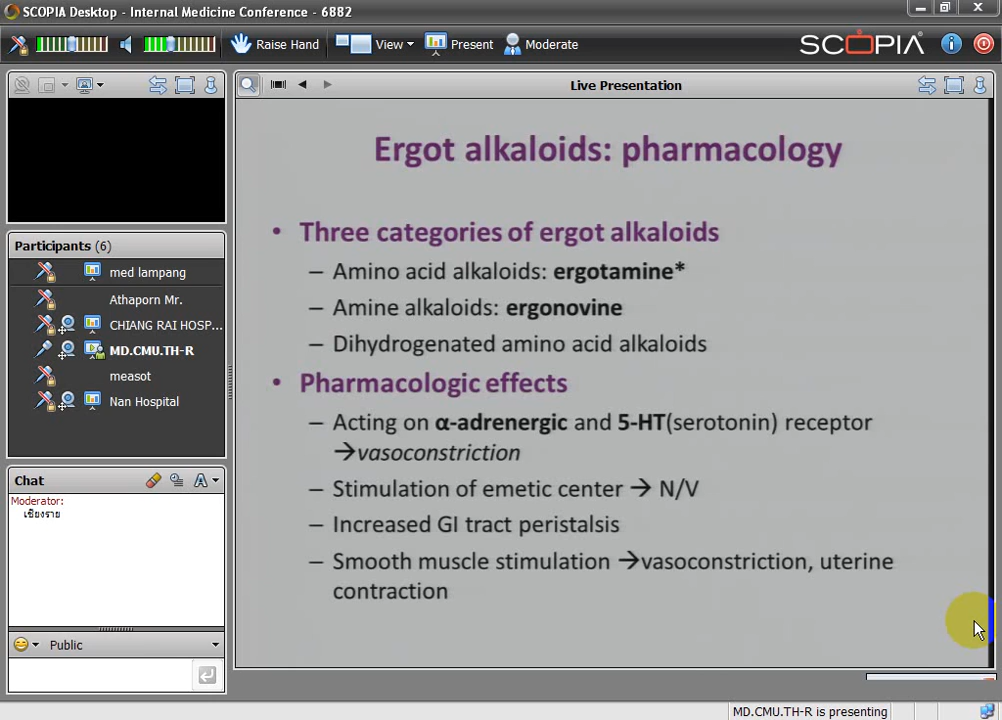 SCOPIA Desktop - Internal Medicine Conference - 6882
Raise Hand
View
Present
Moderate
SCOPIA
Live Presentation
Participants (6)
med lampang
Athaporn Mr.
CHIANG RAI HOSP...
MD.CMU.TH-R
measot
Nan Hospital
Chat
Moderator:
เชียงราย
Public
Ergot alkaloids: pharmacology
• Three categories of ergot alkaloids
– Amino acid alkaloids: ergotamine*
– Amine alkaloids: ergonovine
– Dihydrogenated amino acid alkaloids
• Pharmacologic effects
– Acting on α-adrenergic and 5-HT(serotonin) receptor
→vasoconstriction
– Stimulation of emetic center → N/V
– Increased GI tract peristalsis
– Smooth muscle stimulation →vasoconstriction, uterine
contraction
MD.CMU.TH-R is presenting